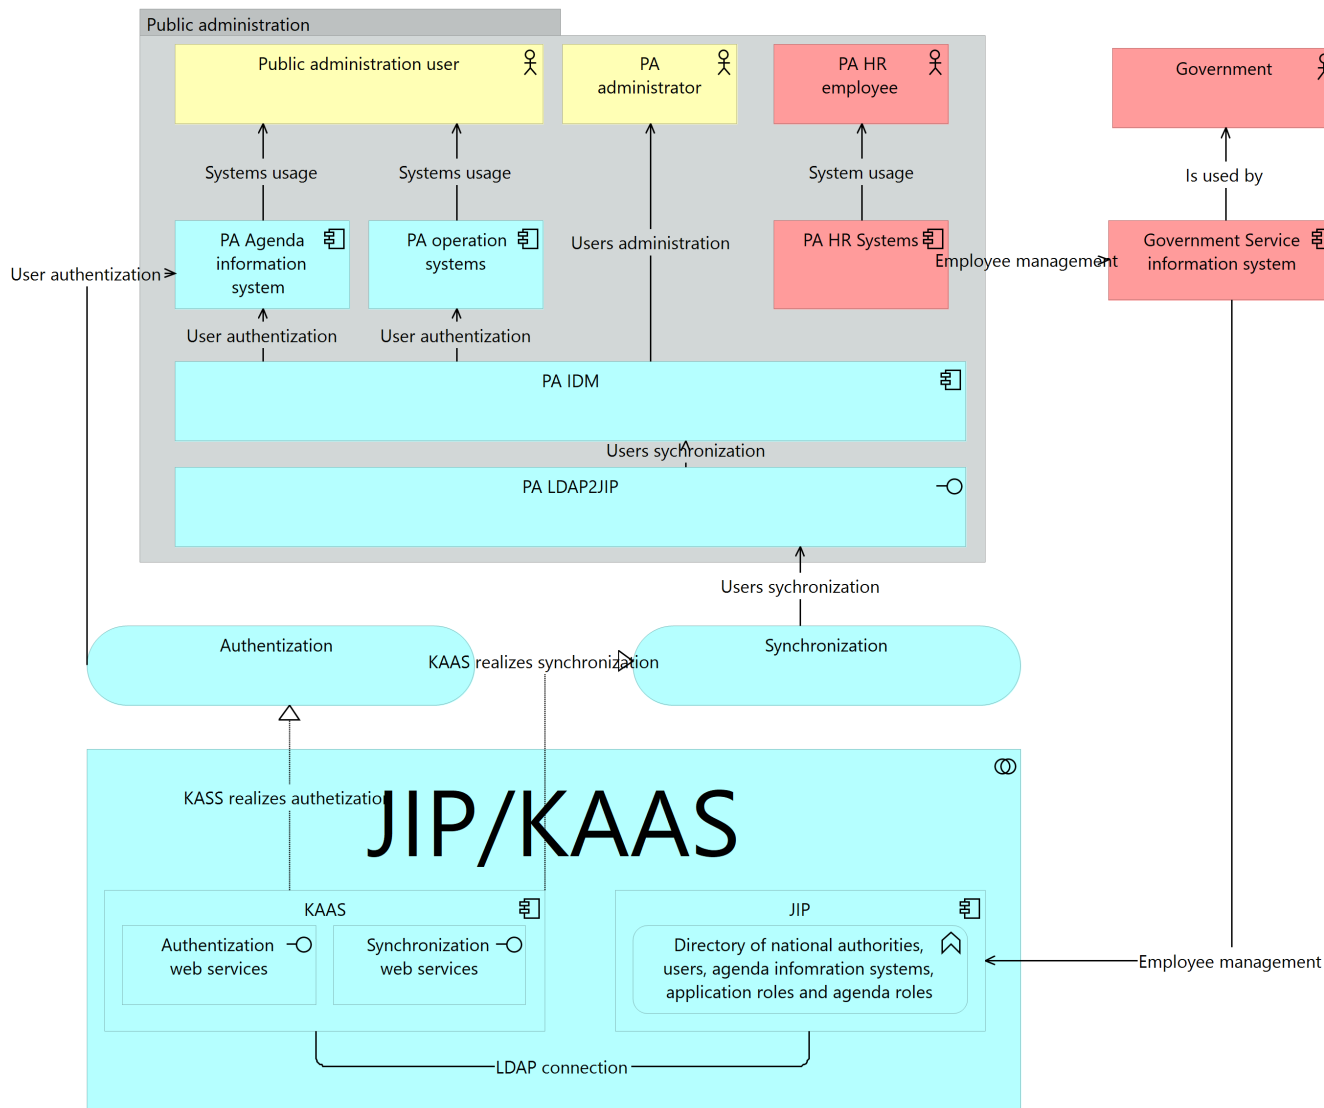 Public administration
Public administration user
PA
administrator
PA HR
employee
Government
Systems usage
Systems usage
System usage
Is used by
Users administration
PA Agenda
information
system
PA operation
systems
PA HR Systems
Government Service
information system
User authentization
Employee management
User authentization
User authentization
PA IDM
Users sychronization
PA LDAP2JIP
Users sychronization
Authentization
Synchronization
KAAS realizes synchronization
KASS realizes authetization
JIP/KAAS
KAAS
JIP
Authentization
web services
Synchronization
web services
Directory of national authorities,
users, agenda infomration systems,
application roles and agenda roles
Employee management
LDAP connection